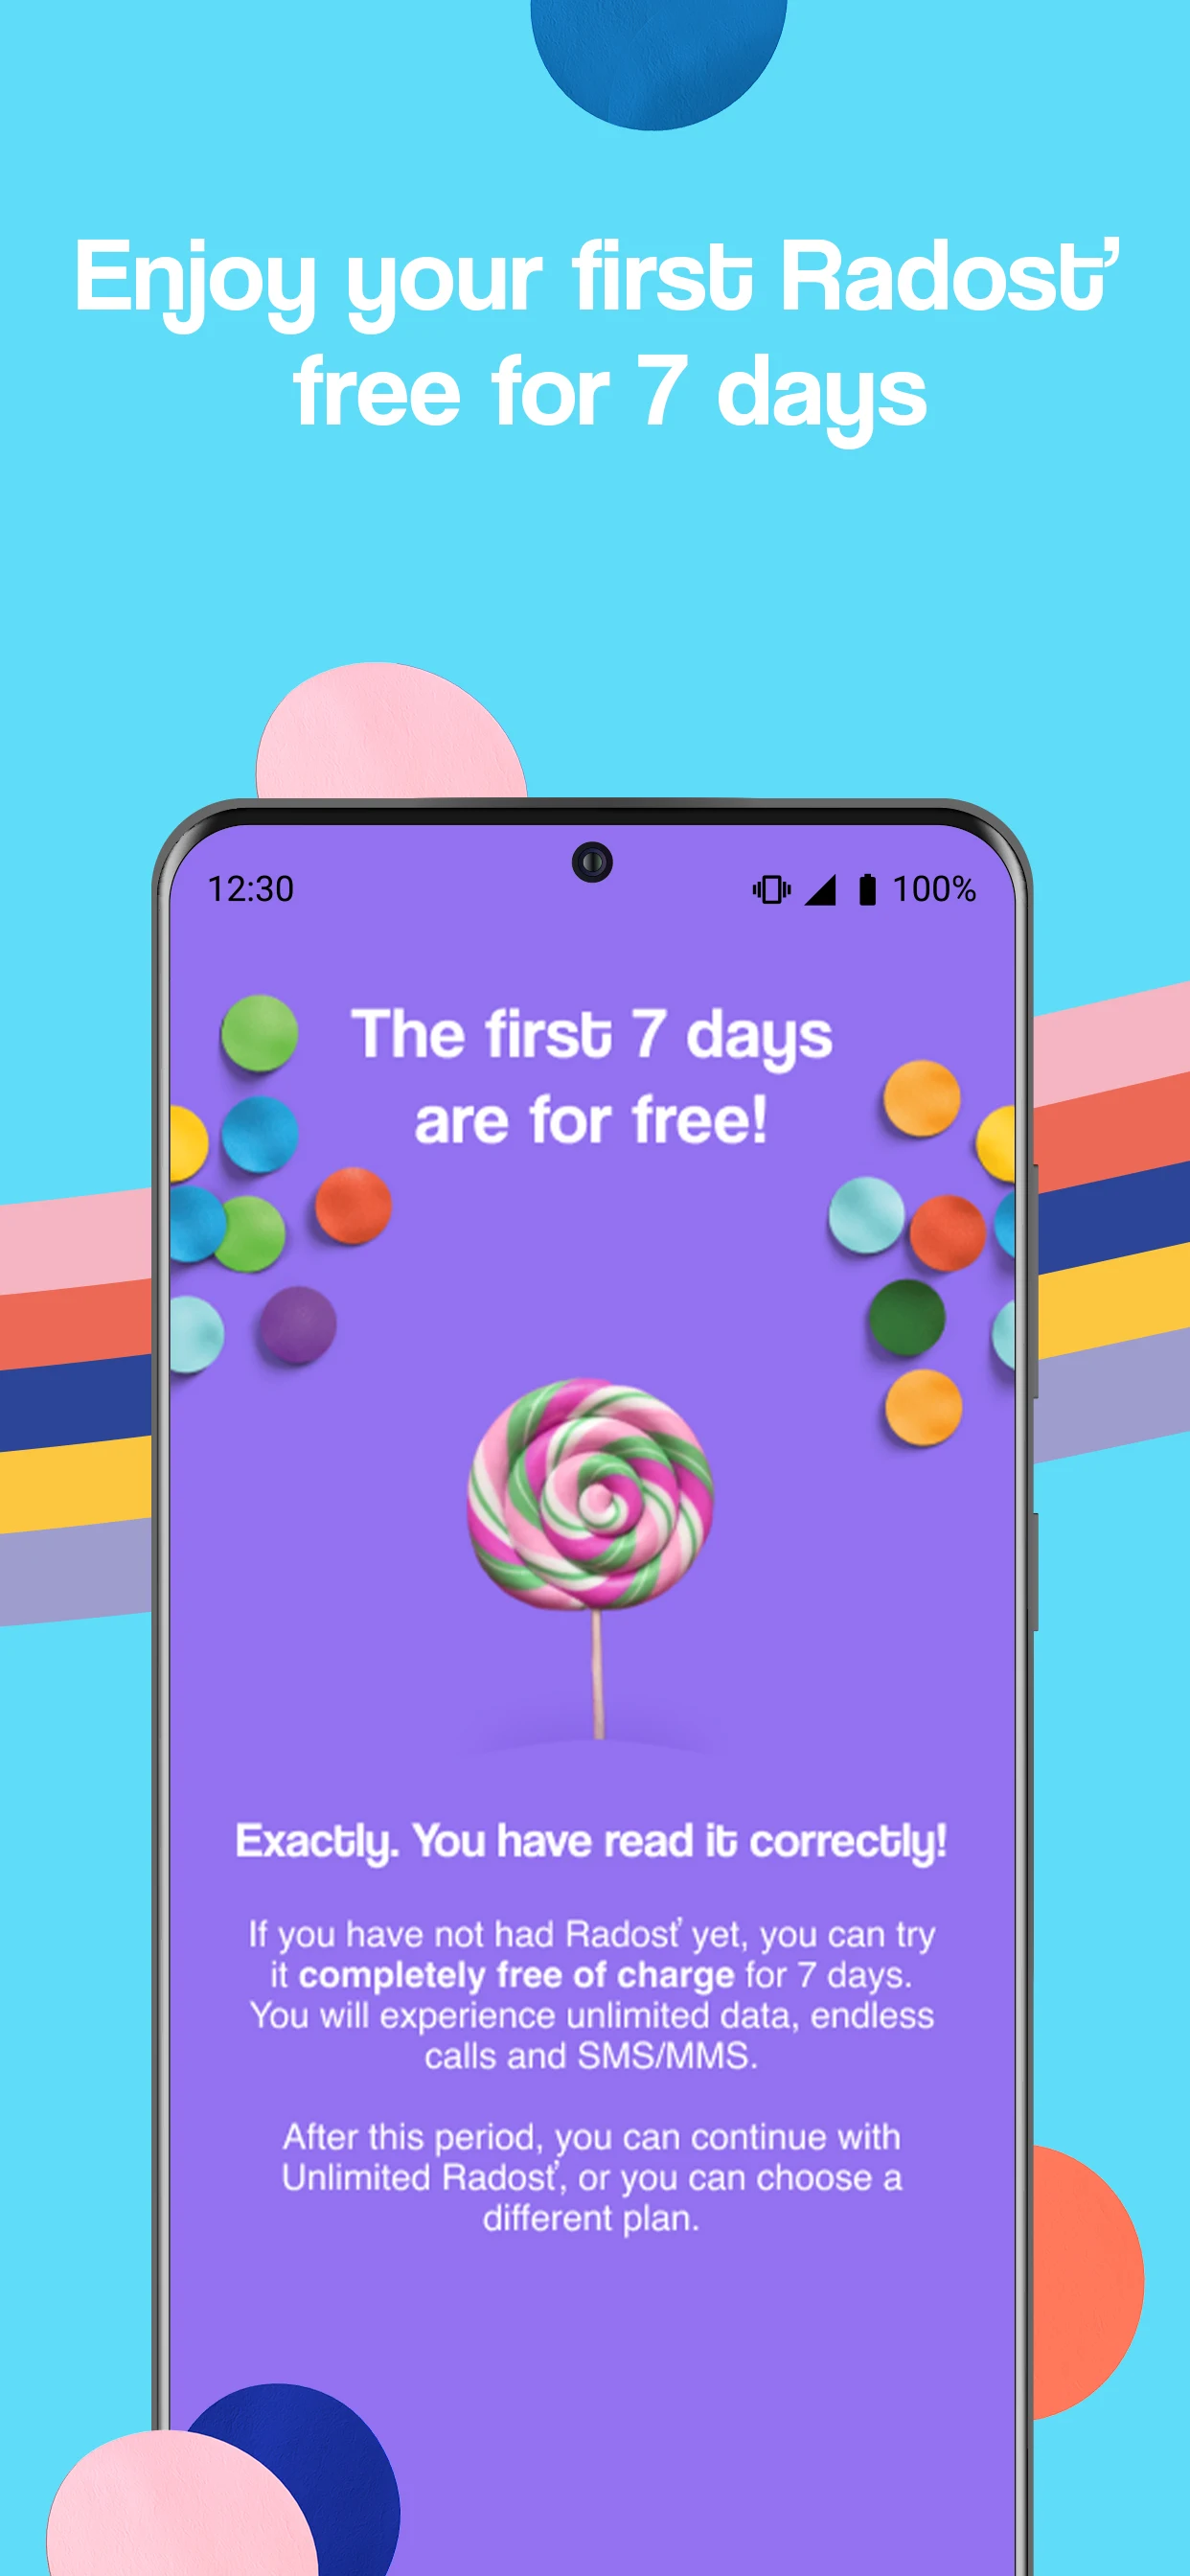 Enjoy your first Radosť
free for 7 days
12:30
100%
The first 7 days
are for free!
Exactly. You have read it correctly!
If you have not had Radosť yet, you can try
it completely free of charge for 7 days.
You will experience unlimited data, endless
calls and SMS/MMS.
After this period, you can continue with
Unlimited Radosť, or you can choose a
different plan.